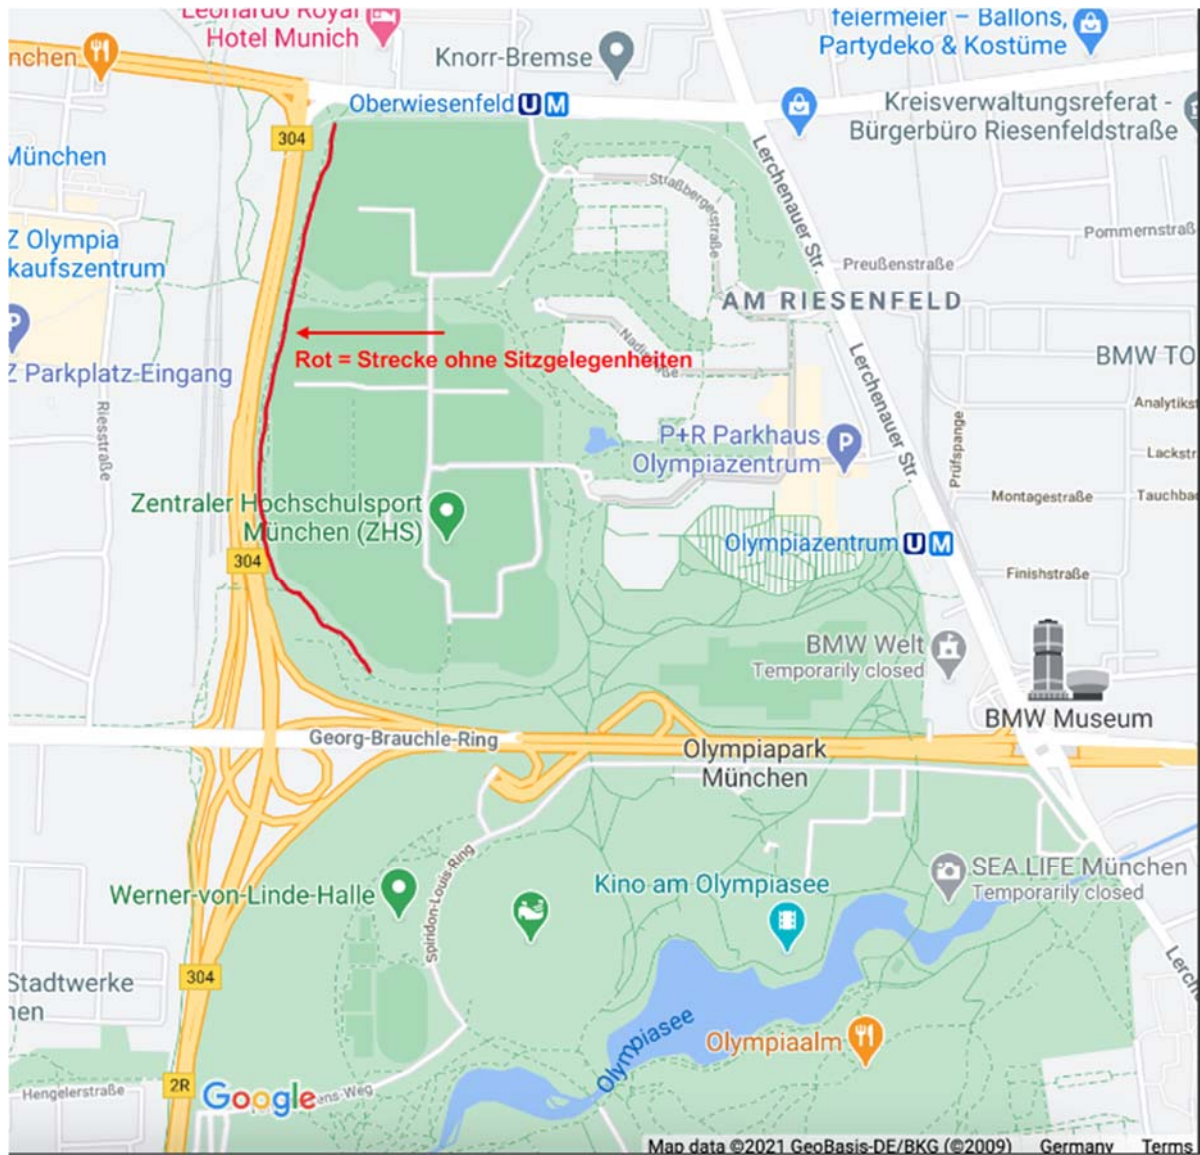 Leonardo Royal
Hotel Munich
feiermeier – Ballons,
Partydeko & Kostüme
nchen
Knorr-Bremse
Oberwiesenfeld U M
Kreisverwaltungsreferat -
Bürgerbüro Riesenfeldstraße
304
München
Lerchenauer Str.
Straßbergerstraße
Z Olympia
kaufszentrum
Pommernstraß
Preußenstraße
AM RIESENFELD
P
Rot = Strecke ohne Sitzgelegenheiten
BMW TO
Z Parkplatz-Eingang
Lerchenauer Str.
Riesstraße
Analytikst
Prüfspange
P+R Parkhaus
Olympiazentrum
P
Lackstr
Zentraler Hochschulsport
München (ZHS)
Montagestraße
Tauchba
Olympiazentrum U M
304
Finishstraße
BMW Welt
Temporarily closed
BMW Museum
Georg-Brauchle-Ring
Olympiapark
München
Spiridon-Louis-Ring
SEA LIFE München
Temporarily closed
Werner-von-Linde-Halle
Kino am Olympiasee
304
Stadtwerke
nen
Lerch
Olympiasee
Olympiaalm
2R
Hengelerstraße
Google
ens-Weg
Map data ©2021 GeoBasis-DE/BKG (©2009) Germany Terms